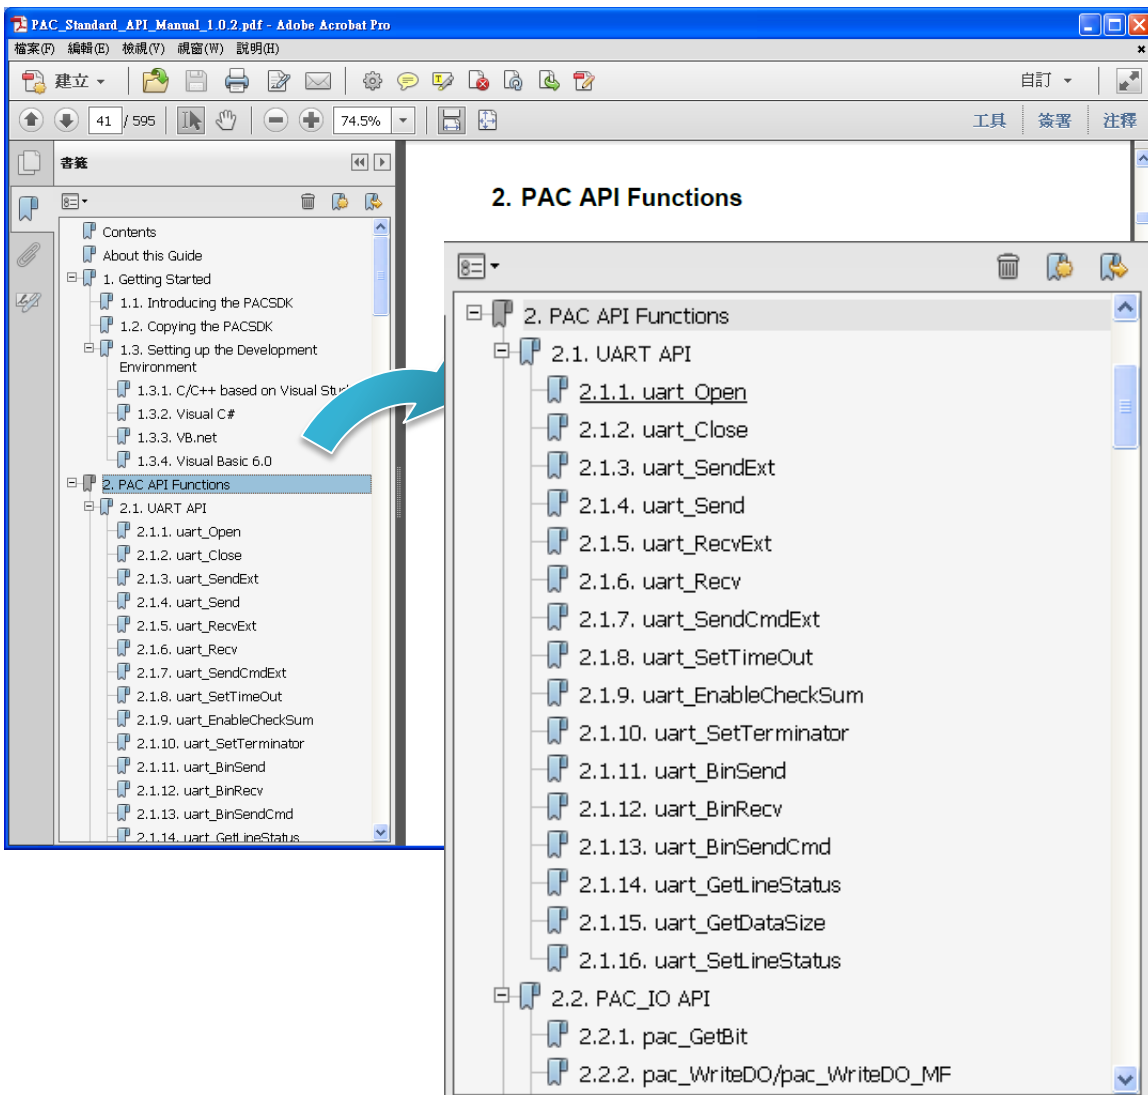 PAC_Standard_API_Manual_1.0.2.pdf - Adobe Acrobat Pro
檔案(F) 編輯(E) 檢視(V) 視窗(W) 說明(H)
建立 自訂
41 / 595 74.5% 工具 簽署 注釋
書籤
Contents
About this Guide
1. Getting Started
1.1. Introducing the PACSDK
1.2. Copying the PACSDK
1.3. Setting up the Development
Environment
1.3.1. C/C++ based on Visual
1.3.2. Visual C#
1.3.3. VB.net
1.3.4. Visual Basic 6.0
2. PAC API Functions
2.1. UART API
2.1.1. uart_Open
2.1.2. uart_Close
2.1.3. uart_SendExt
2.1.4. uart_Send
2.1.5. uart_RecvExt
2.1.6. uart_Recv
2.1.7. uart_SendCmdExt
2.1.8. uart_SetTimeOut
2.1.9. uart_EnableCheckSum
2.1.10. uart_SetTerminator
2.1.11. uart_BinSend
2.1.12. uart_BinRecv
2.1.13. uart_BinSendCmd
2.1.14. uart_GetLineStatus
2. PAC API Functions
2. PAC API Functions
2.1. UART API
2.1.1. uart_Open
2.1.2. uart_Close
2.1.3. uart_SendExt
2.1.4. uart_Send
2.1.5. uart_RecvExt
2.1.6. uart_Recv
2.1.7. uart_SendCmdExt
2.1.8. uart_SetTimeOut
2.1.9. uart_EnableCheckSum
2.1.10. uart_SetTerminator
2.1.11. uart_BinSend
2.1.12. uart_BinRecv
2.1.13. uart_BinSendCmd
2.1.14. uart_GetLineStatus
2.1.15. uart_GetDataSize
2.1.16. uart_SetLineStatus
2.2. PAC_IO API
2.2.1. pac_GetBit
2.2.2. pac_WriteDO/pac_WriteDO_MF